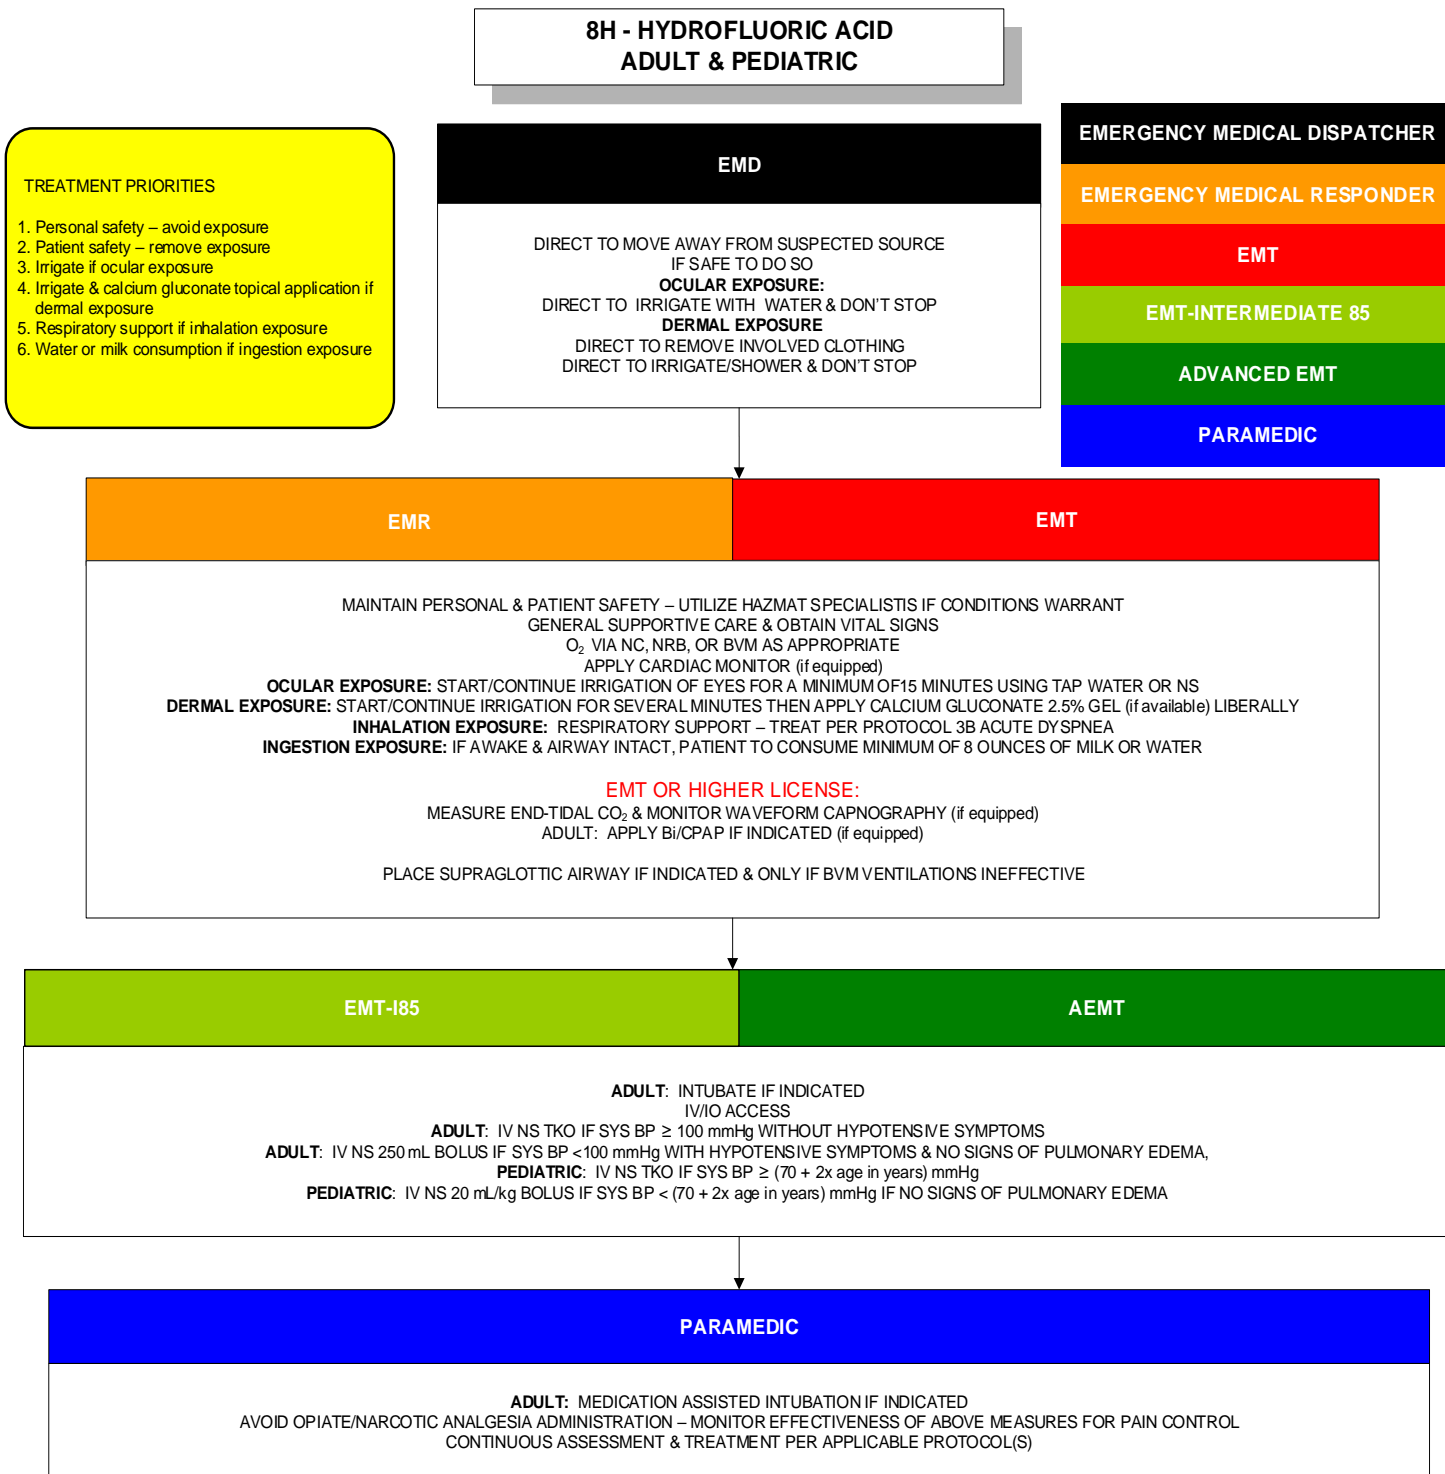 8H - HYDROFLUORIC ACID
ADULT & PEDIATRIC
TREATMENT PRIORITIES
1. Personal safety – avoid exposure
2. Patient safety – remove exposure
3. Irrigate if ocular exposure
4. Irrigate & calcium gluconate topical application if
dermal exposure
5. Respiratory support if inhalation exposure
6. Water or milk consumption if ingestion exposure
EMD
DIRECT TO MOVE AWAY FROM SUSPECTED SOURCE
IF SAFE TO DO SO
OCULAR EXPOSURE:
DIRECT TO IRRIGATE WITH WATER & DON'T STOP
DERMAL EXPOSURE
DIRECT TO REMOVE INVOLVED CLOTHING
DIRECT TO IRRIGATE/SHOWER & DON'T STOP
EMERGENCY MEDICAL DISPATCHER
EMERGENCY MEDICAL RESPONDER
EMT
EMT-INTERMEDIATE 85
ADVANCED EMT
PARAMEDIC
EMR
EMT
MAINTAIN PERSONAL & PATIENT SAFETY – UTILIZE HAZMAT SPECIALISTIS IF CONDITIONS WARRANT
GENERAL SUPPORTIVE CARE & OBTAIN VITAL SIGNS
O₂ VIA NC, NRB, OR BVM AS APPROPRIATE
APPLY CARDIAC MONITOR (if equipped)
OCULAR EXPOSURE: START/CONTINUE IRRIGATION OF EYES FOR A MINIMUM OF15 MINUTES USING TAP WATER OR NS
DERMAL EXPOSURE: START/CONTINUE IRRIGATION FOR SEVERAL MINUTES THEN APPLY CALCIUM GLUCONATE 2.5% GEL (if available) LIBERALLY
INHALATION EXPOSURE: RESPIRATORY SUPPORT – TREAT PER PROTOCOL 3B ACUTE DYSPNEA
INGESTION EXPOSURE: IF AWAKE & AIRWAY INTACT, PATIENT TO CONSUME MINIMUM OF 8 OUNCES OF MILK OR WATER
EMT OR HIGHER LICENSE:
MEASURE END-TIDAL CO₂ & MONITOR WAVEFORM CAPNOGRAPHY (if equipped)
ADULT: APPLY Bi/CPAP IF INDICATED (if equipped)
PLACE SUPRAGLOTTIC AIRWAY IF INDICATED & ONLY IF BVM VENTILATIONS INEFFECTIVE
EMT-I85
AEMT
ADULT: INTUBATE IF INDICATED
IV/IO ACCESS
ADULT: IV NS TKO IF SYS BP ≥ 100 mmHg WITHOUT HYPOTENSIVE SYMPTOMS
ADULT: IV NS 250 mL BOLUS IF SYS BP <100 mmHg WITH HYPOTENSIVE SYMPTOMS & NO SIGNS OF PULMONARY EDEMA,
PEDIATRIC: IV NS TKO IF SYS BP ≥ (70 + 2x age in years) mmHg
PEDIATRIC: IV NS 20 mL/kg BOLUS IF SYS BP < (70 + 2x age in years) mmHg IF NO SIGNS OF PULMONARY EDEMA
PARAMEDIC
ADULT: MEDICATION ASSISTED INTUBATION IF INDICATED
AVOID OPIATE/NARCOTIC ANALGESIA ADMINISTRATION – MONITOR EFFECTIVENESS OF ABOVE MEASURES FOR PAIN CONTROL
CONTINUOUS ASSESSMENT & TREATMENT PER APPLICABLE PROTOCOL(S)